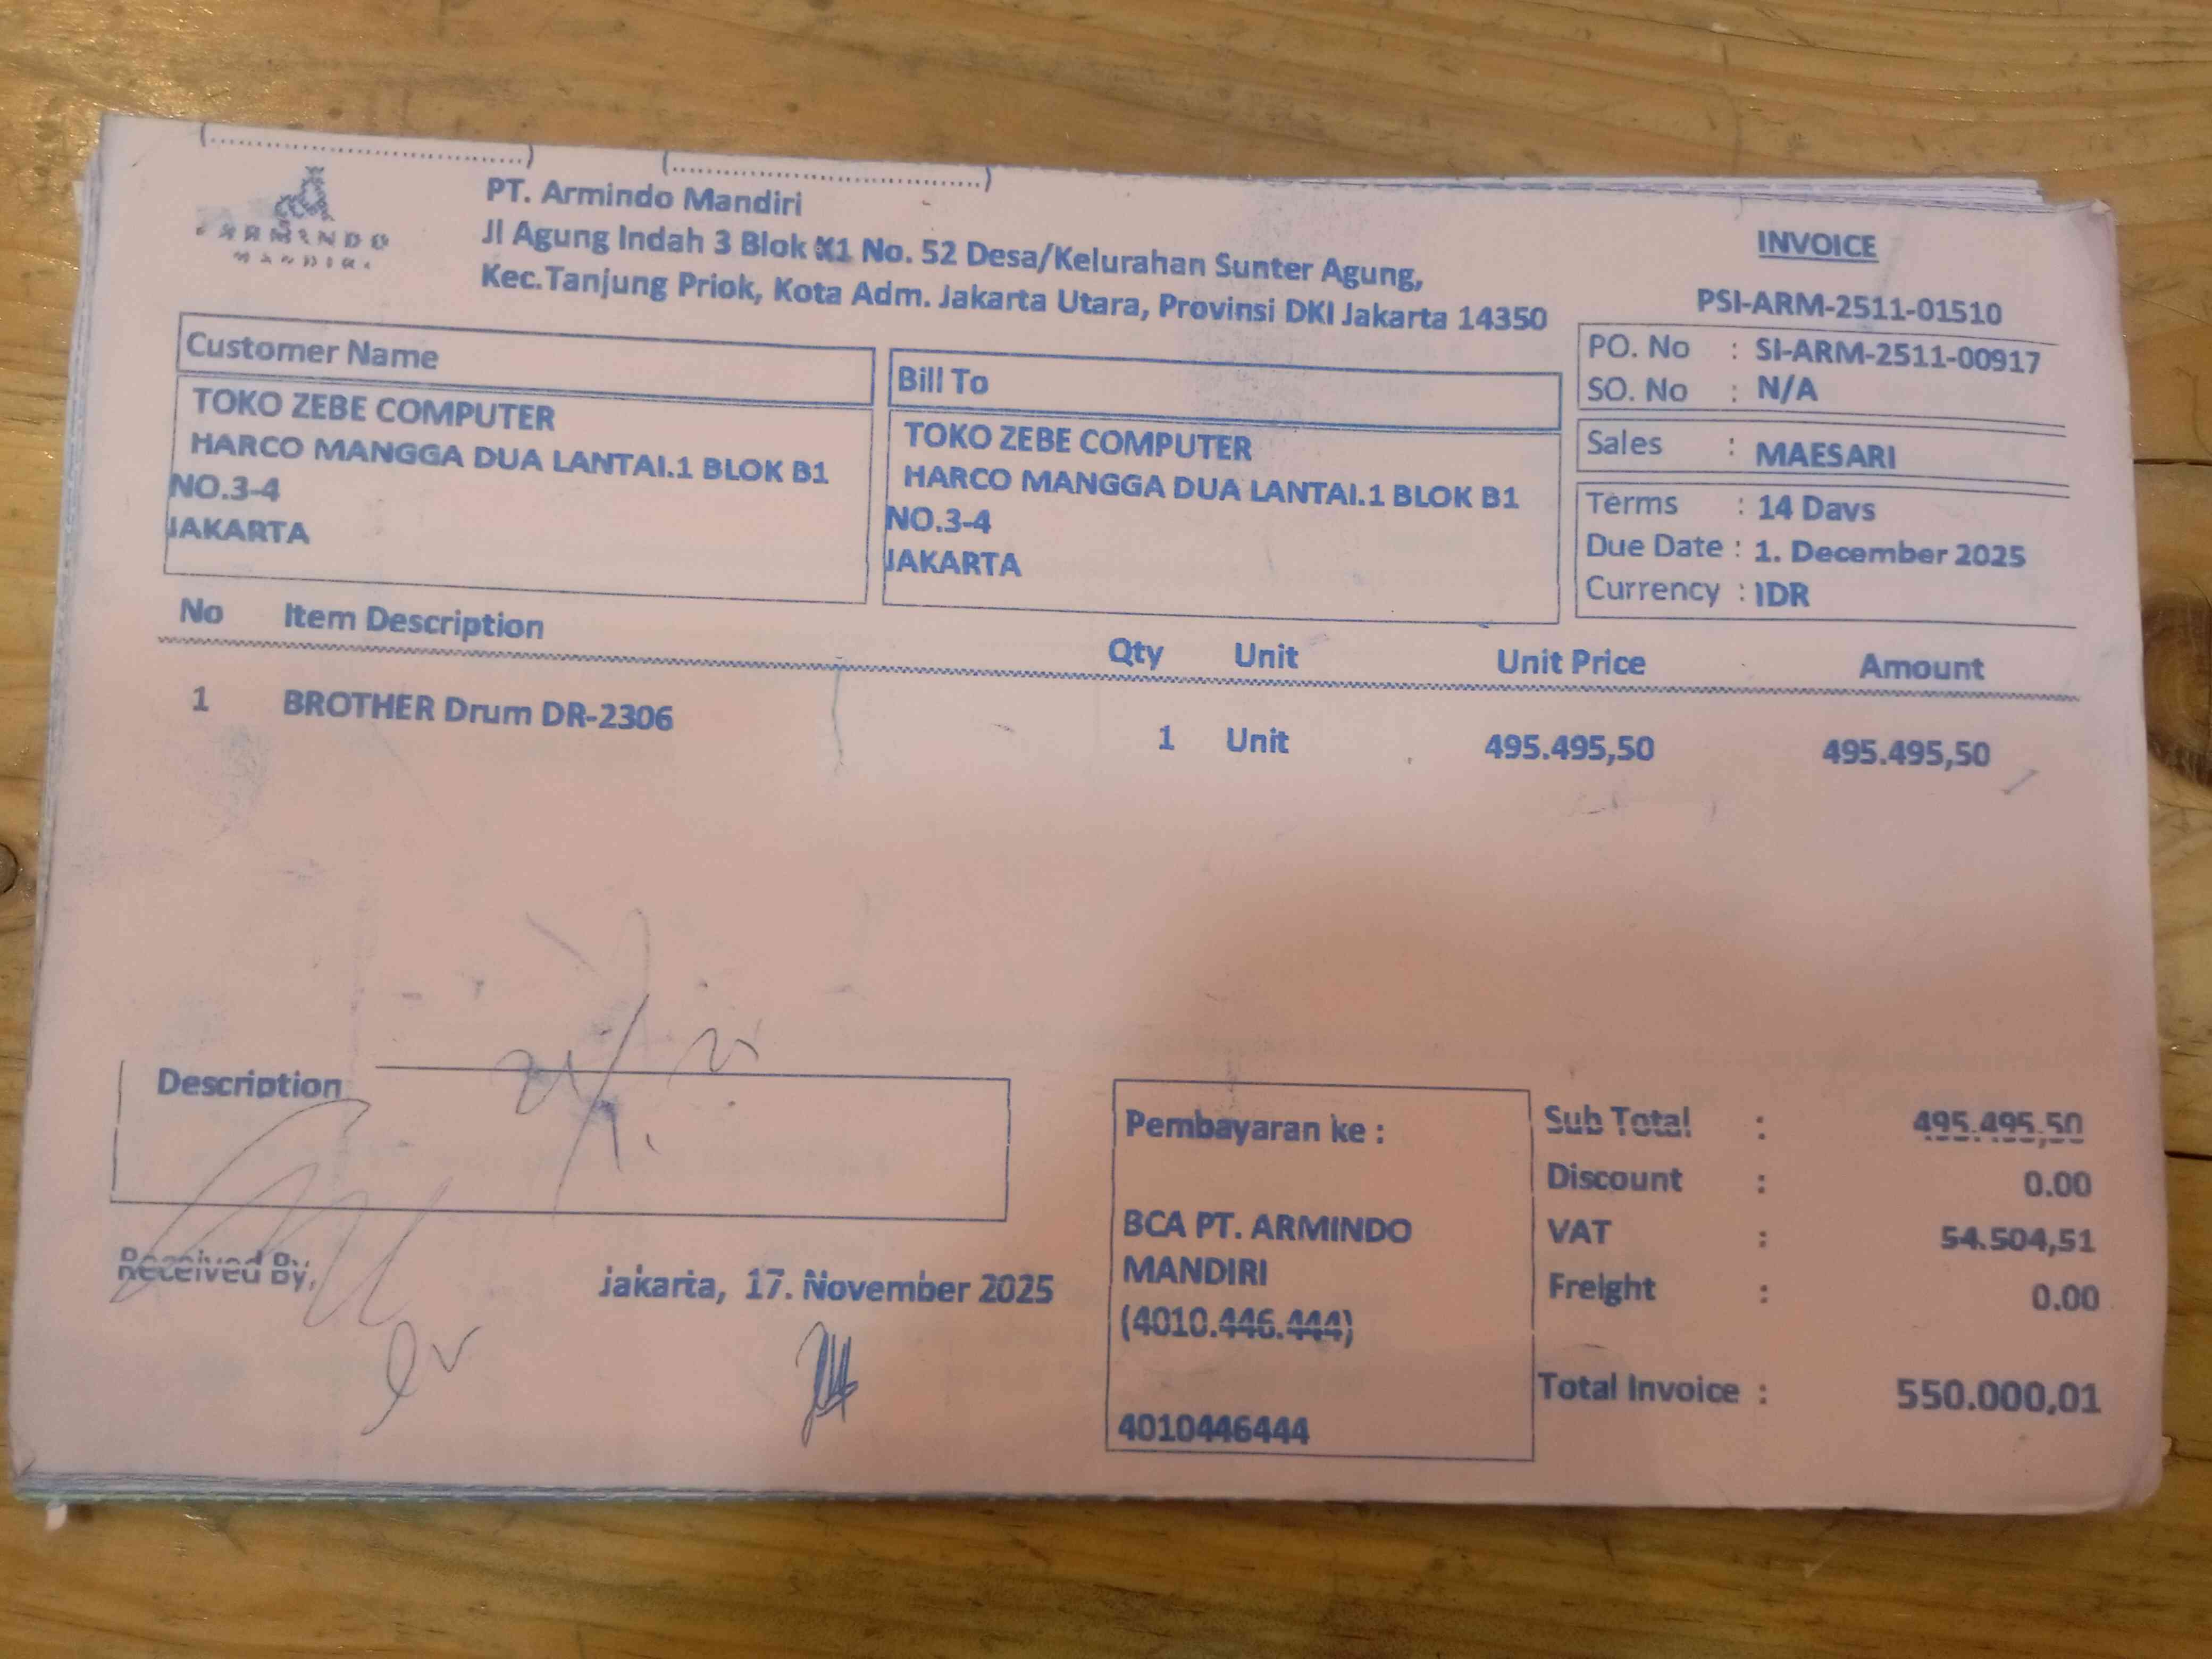 (..............................) (..............................)
ARMINDO
MANDIRI
PT. Armindo Mandiri
Jl Agung Indah 3 Blok K1 No. 52 Desa/Kelurahan Sunter Agung,
Kec.Tanjung Priok, Kota Adm. Jakarta Utara, Provinsi DKI Jakarta 14350
INVOICE
PSI-ARM-2511-01510
PO. No : SI-ARM-2511-00917
SO. No : N/A
Sales : MAESARI
Terms : 14 Days
Due Date : 1. December 2025
Currency : IDR
Customer Name
TOKO ZEBE COMPUTER
HARCO MANGGA DUA LANTAI.1 BLOK B1
NO.3-4
JAKARTA
Bill To
TOKO ZEBE COMPUTER
HARCO MANGGA DUA LANTAI.1 BLOK B1
NO.3-4
JAKARTA
No Item Description Qty Unit Unit Price Amount
1 BROTHER Drum DR-2306 1 Unit 495.495,50 495.495,50
Description
Received By,
Jakarta, 17. November 2025
Pembayaran ke :
BCA PT. ARMINDO
MANDIRI
(4010.446.444)
4010446444
Sub Total : 495.495,50
Discount : 0.00
VAT : 54.504,51
Freight : 0.00
Total Invoice : 550.000,01